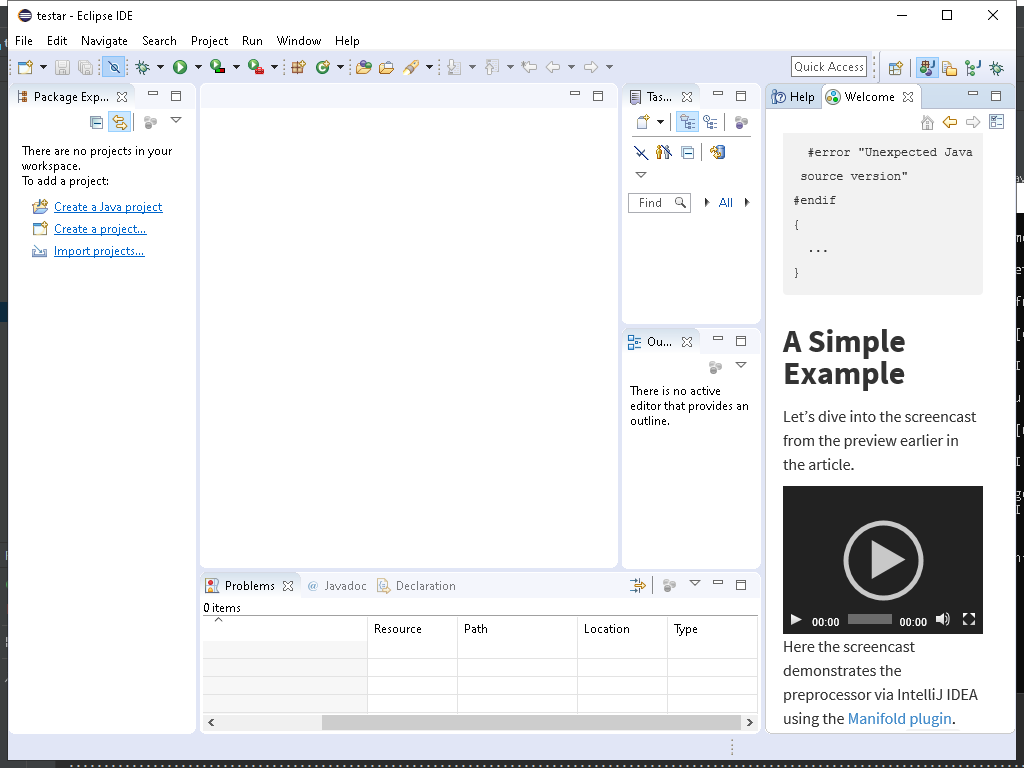 testar - Eclipse IDE
File Edit Navigate Search Project Run Window Help
Quick Access
Package Exp...
There are no projects in your
workspace.
To add a project:
Create a Java project
Create a project...
Import projects...
Tas...
Find
All
Ou...
There is no active
editor that provides an
outline.
Problems
@ Javadoc
Declaration
0 items
Resource Path Location Type
Help
Welcome
#error "Unexpected Java
source version"
#endif
{
...
}
A Simple
Example
Let's dive into the screencast
from the preview earlier in
the article.
00:00 00:00
Here the screencast
demonstrates the
preprocessor via IntelliJ IDEA
using the Manifold plugin.